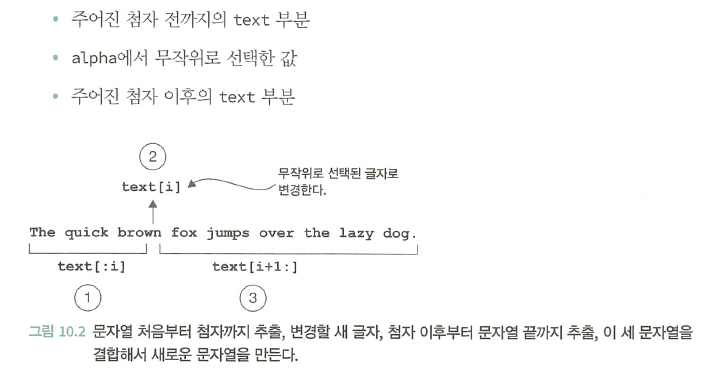 • 주어진 첨자 전까지의 text 부분
• alpha에서 무작위로 선택한 값
• 주어진 첨자 이후의 text 부분
②
text[i]
무작위로 선택된 글자로
변경한다.
The quick brown fox jumps over the lazy dog.
text[:i] text[i+1:]
① ③
그림 10.2 문자열 처음부터 첨자까지 추출, 변경할 새 글자, 첨자 이후부터 문자열 끝까지 추출, 이 세 문자열을
결합해서 새로운 문자열을 만든다.